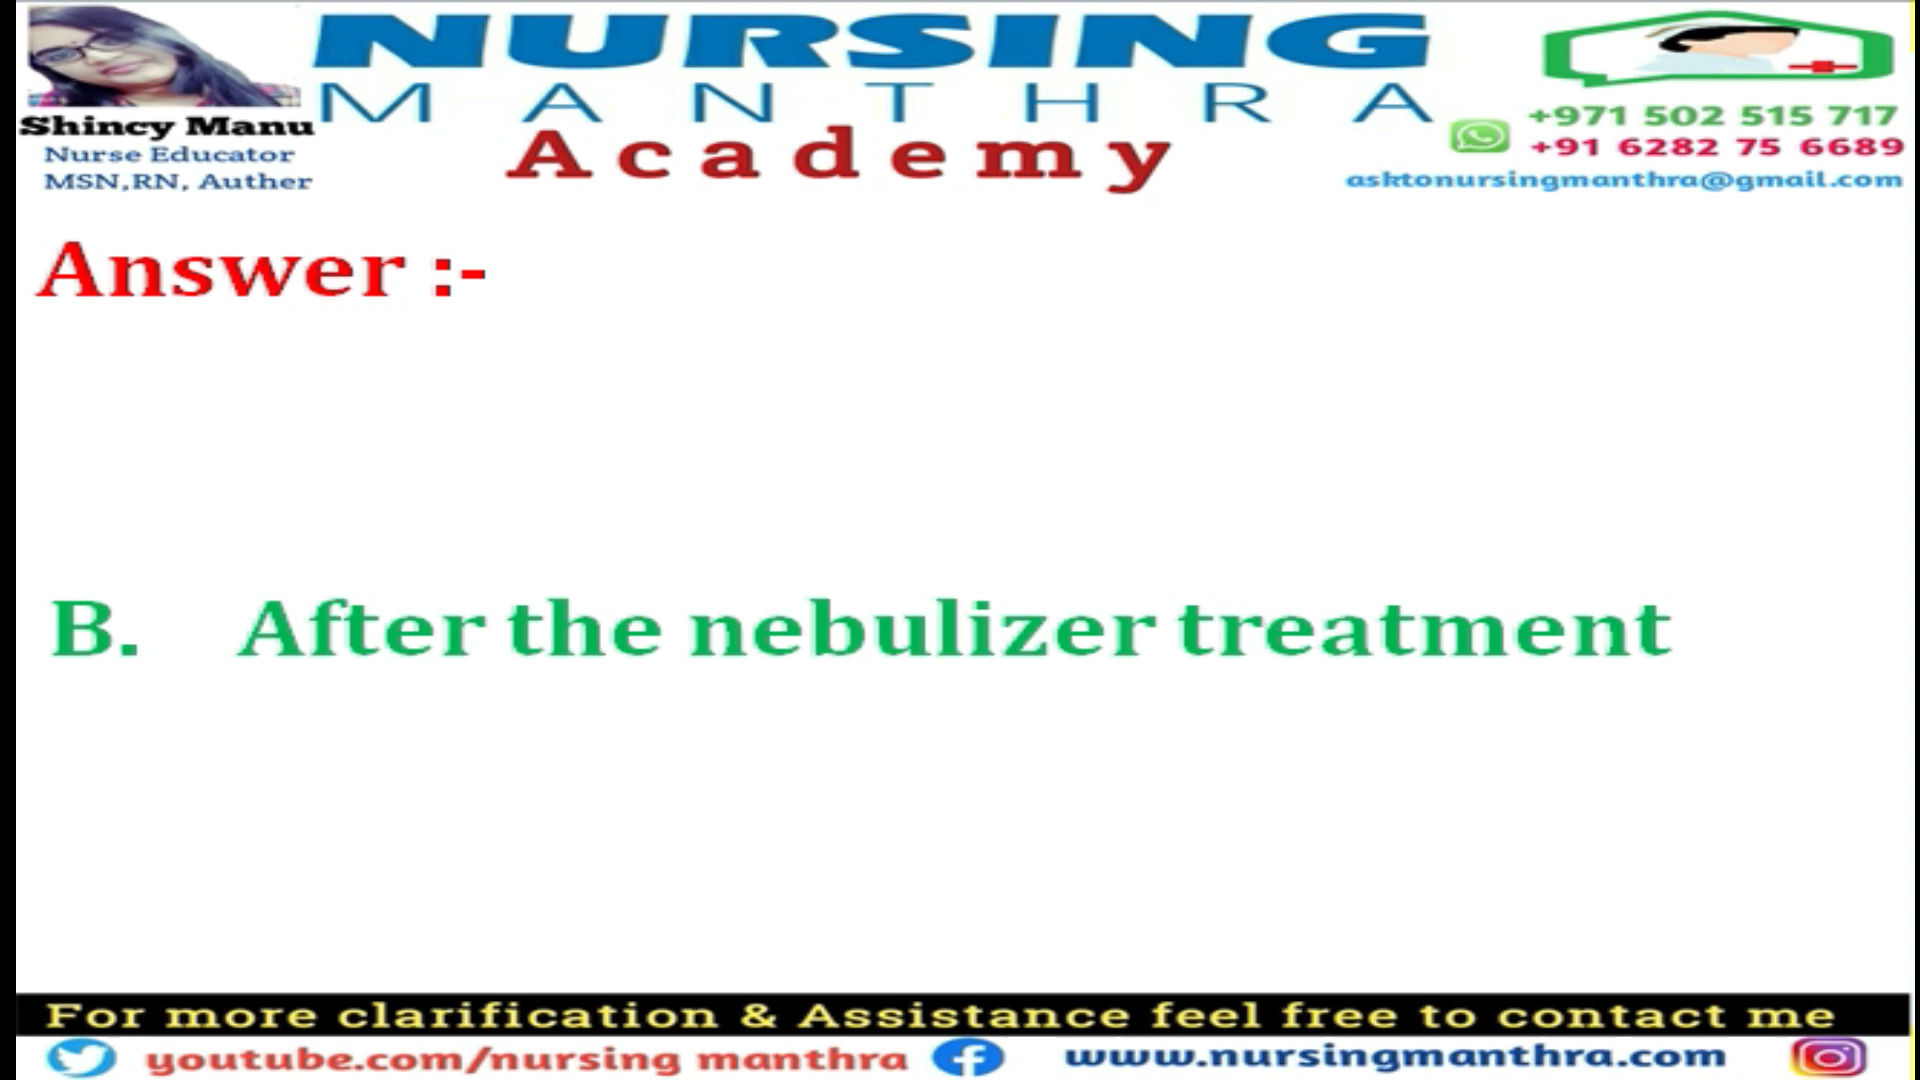 NURSING
MANTHRA
Academy
Shincy Manu
Nurse Educator
MSN,RN, Auther
+971 502 515 717
+91 6282 75 6689
asktonursingmanthra@gmail.com
Answer :-
B. After the nebulizer treatment
For more clarification & Assistance feel free to contact me
youtube.com/nursing manthra
www.nursingmanthra.com